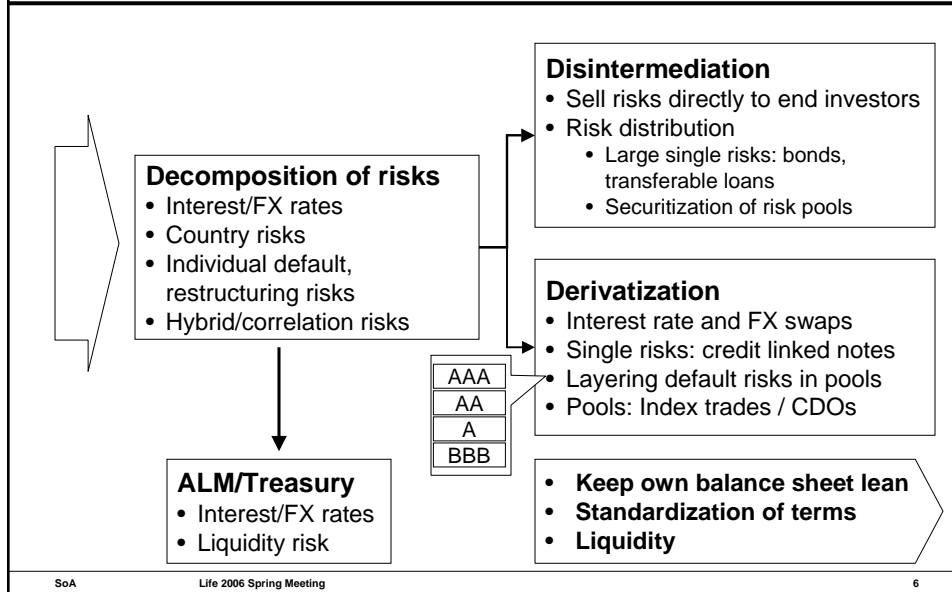 Decomposition of risks
• Interest/FX rates
• Country risks
• Individual default,
restructuring risks
• Hybrid/correlation risks
Disintermediation
• Sell risks directly to end investors
• Risk distribution
• Large single risks: bonds,
transferable loans
• Securitization of risk pools
Derivatization
• Interest rate and FX swaps
• Single risks: credit linked notes
• Layering default risks in pools
• Pools: Index trades / CDOs
AAA
AA
A
BBB
ALM/Treasury
• Interest/FX rates
• Liquidity risk
• Keep own balance sheet lean
• Standardization of terms
• Liquidity
SoA Life 2006 Spring Meeting 6